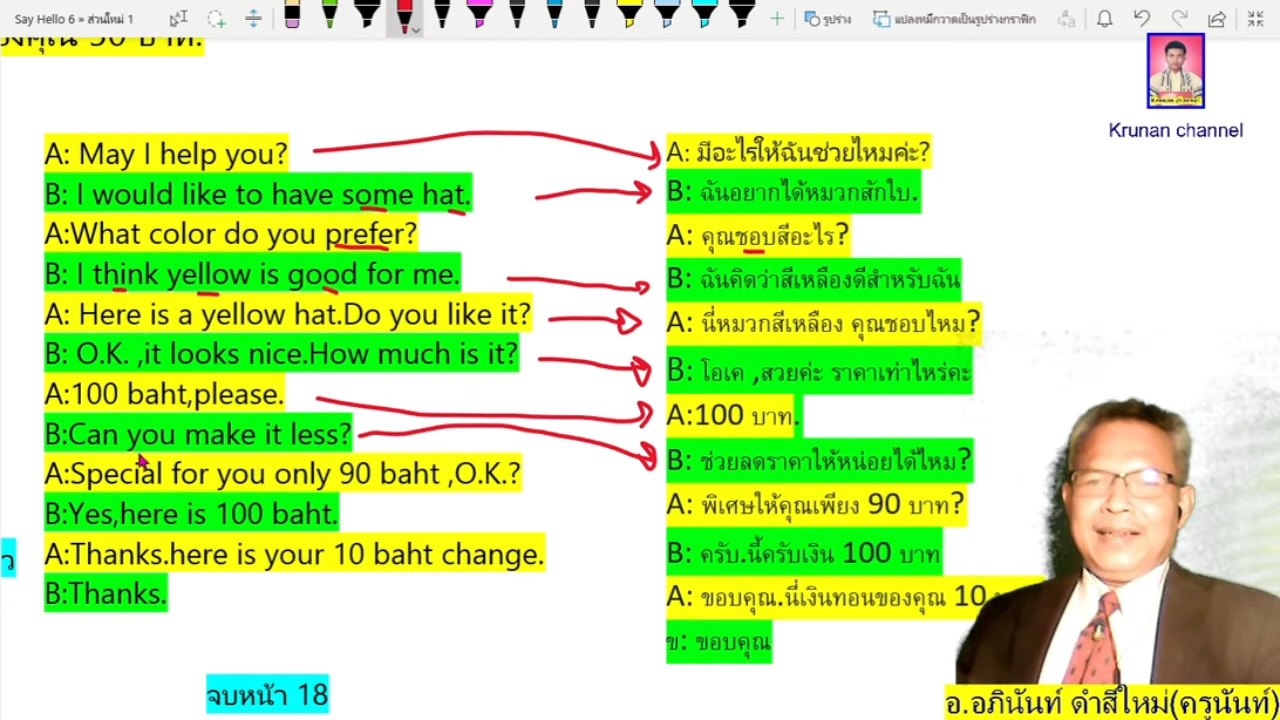 Say Hello 6 » ส่วนใหม่ 1
รูปร่าง
แปลงหมึกวาดเป็นรูปร่างกราฟิก
50 บาท.
Krunan channel
A: May I help you?
B: I would like to have some hat.
A:What color do you prefer?
B: I think yellow is good for me.
A: Here is a yellow hat.Do you like it?
B: O.K. ,it looks nice.How much is it?
A:100 baht,please.
B:Can you make it less?
A:Special for you only 90 baht ,O.K.?
B:Yes,here is 100 baht.
A:Thanks.here is your 10 baht change.
B:Thanks.
A: มีอะไรให้ฉันช่วยไหมค่ะ?
B: ฉันอยากได้หมวกสักใบ.
A: คุณชอบสีอะไร?
B: ฉันคิดว่าสีเหลืองดีสำหรับฉัน
A: นี่หมวกสีเหลือง คุณชอบไหม?
B: โอเค ,สวยค่ะ ราคาเท่าไหร่คะ
A:100 บาท.
B: ช่วยลดราคาให้หน่อยได้ไหม?
A: พิเศษให้คุณเพียง 90 บาท?
B: ครับ.นี้ครับเงิน 100 บาท
A: ขอบคุณ.นี่เงินทอนของคุณ 10
ข: ขอบคุณ
ว
จบหน้า 18
อ.อภินันท์ ดำสีใหม่(ครูนันท์)